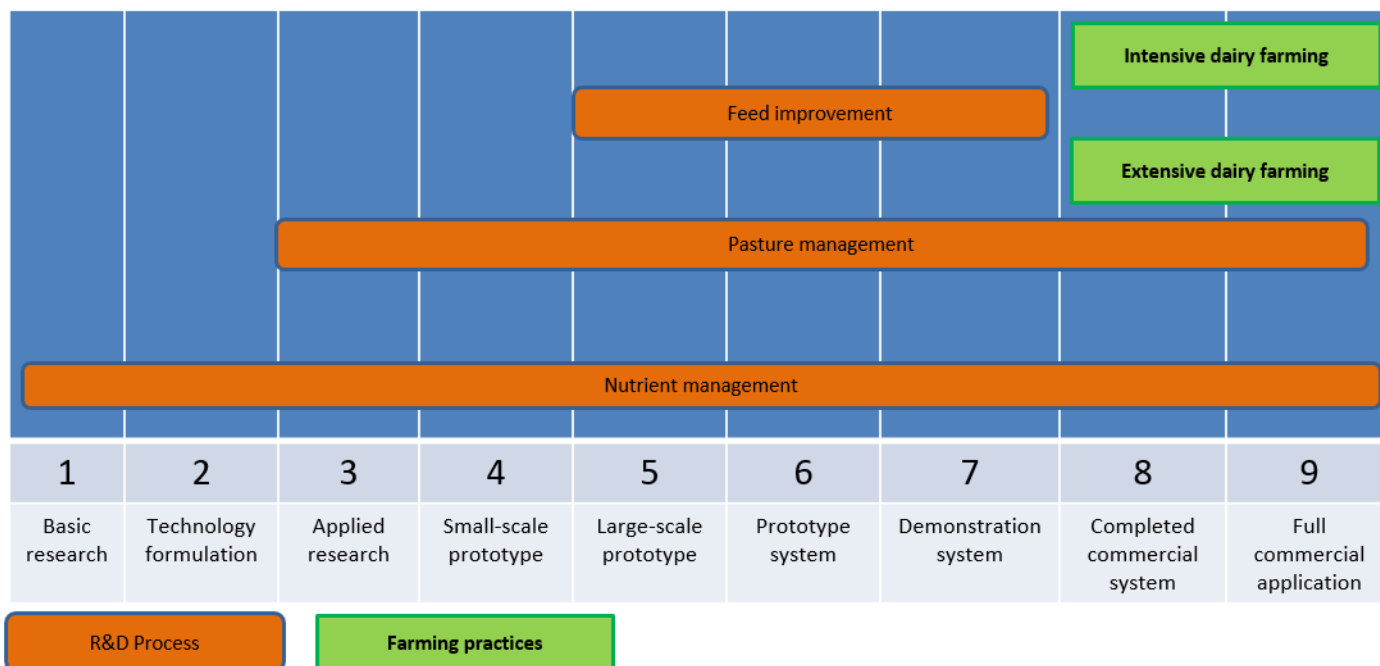 Intensive dairy farming
Feed improvement
Extensive dairy farming
Pasture management
Nutrient management
1 2 3 4 5 6 7 8 9
Basic research
Technology formulation
Applied research
Small-scale prototype
Large-scale prototype
Prototype system
Demonstration system
Completed commercial system
Full commercial application
R&D Process
Farming practices